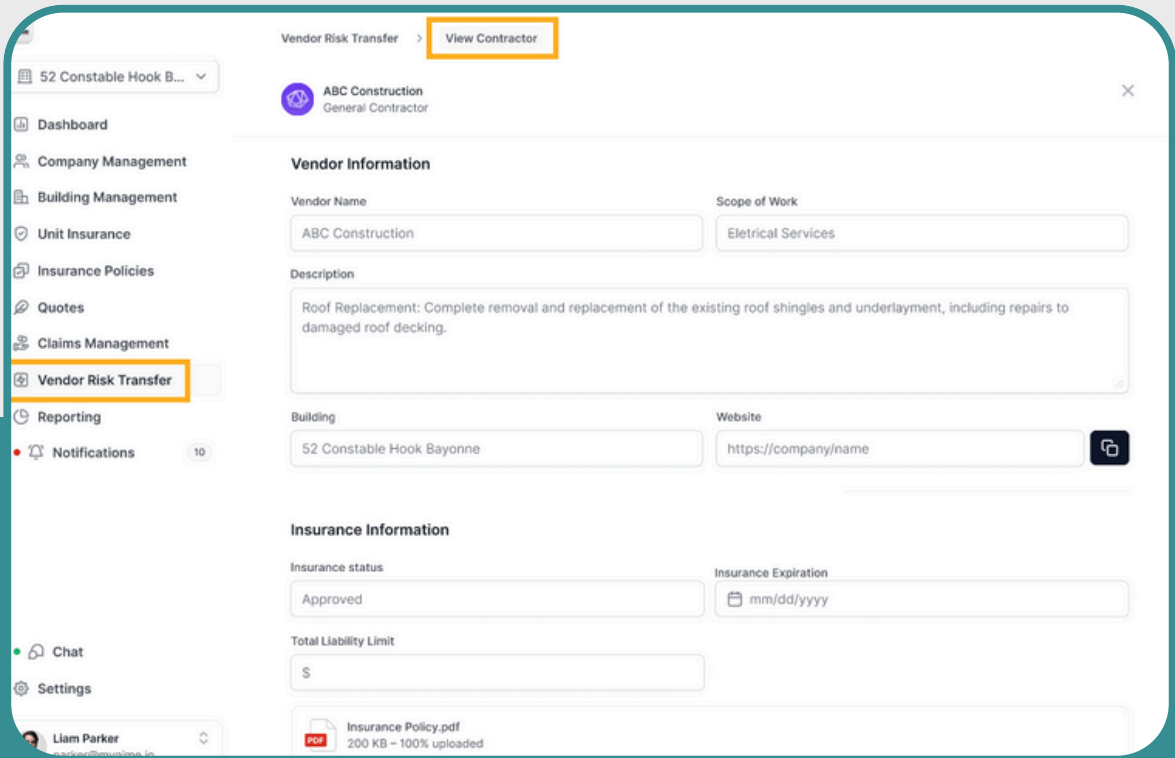 Vendor Risk Transfer > View Contractor
52 Constable Hook B...
ABC Construction
General Contractor
Dashboard
Company Management
Building Management
Unit Insurance
Insurance Policies
Quotes
Claims Management
Vendor Risk Transfer
Reporting
Notifications 10
Chat
Settings
Liam Parker
Vendor Information
Vendor Name Scope of Work
ABC Construction Eletrical Services
Description
Roof Replacement: Complete removal and replacement of the existing roof shingles and underlayment, including repairs to
damaged roof decking.
Building Website
52 Constable Hook Bayonne https://company/name
Insurance Information
Insurance status Insurance Expiration
Approved mm/dd/yyyy
Total Liability Limit
$
PDF
Insurance Policy.pdf
200 KB – 100% uploaded